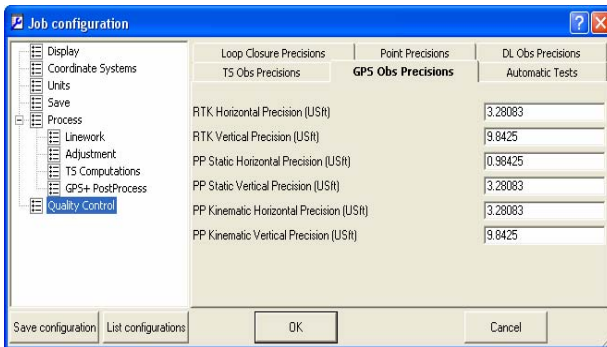 Job configuration
Display
Coordinate Systems
Units
Save
Process
Linework
Adjustment
TS Computations
GPS+ PostProcess
Quality Control
Loop Closure Precisions
Point Precisions
DL Obs Precisions
TS Obs Precisions
GPS Obs Precisions
Automatic Tests
RTK Horizontal Precision (USft) 3.28083
RTK Vertical Precision (USft) 9.8425
PP Static Horizontal Precision (USft) 0.98425
PP Static Vertical Precision (USft) 3.28083
PP Kinematic Horizontal Precision (USft) 3.28083
PP Kinematic Vertical Precision (USft) 9.8425
Save configuration
List configurations
OK
Cancel